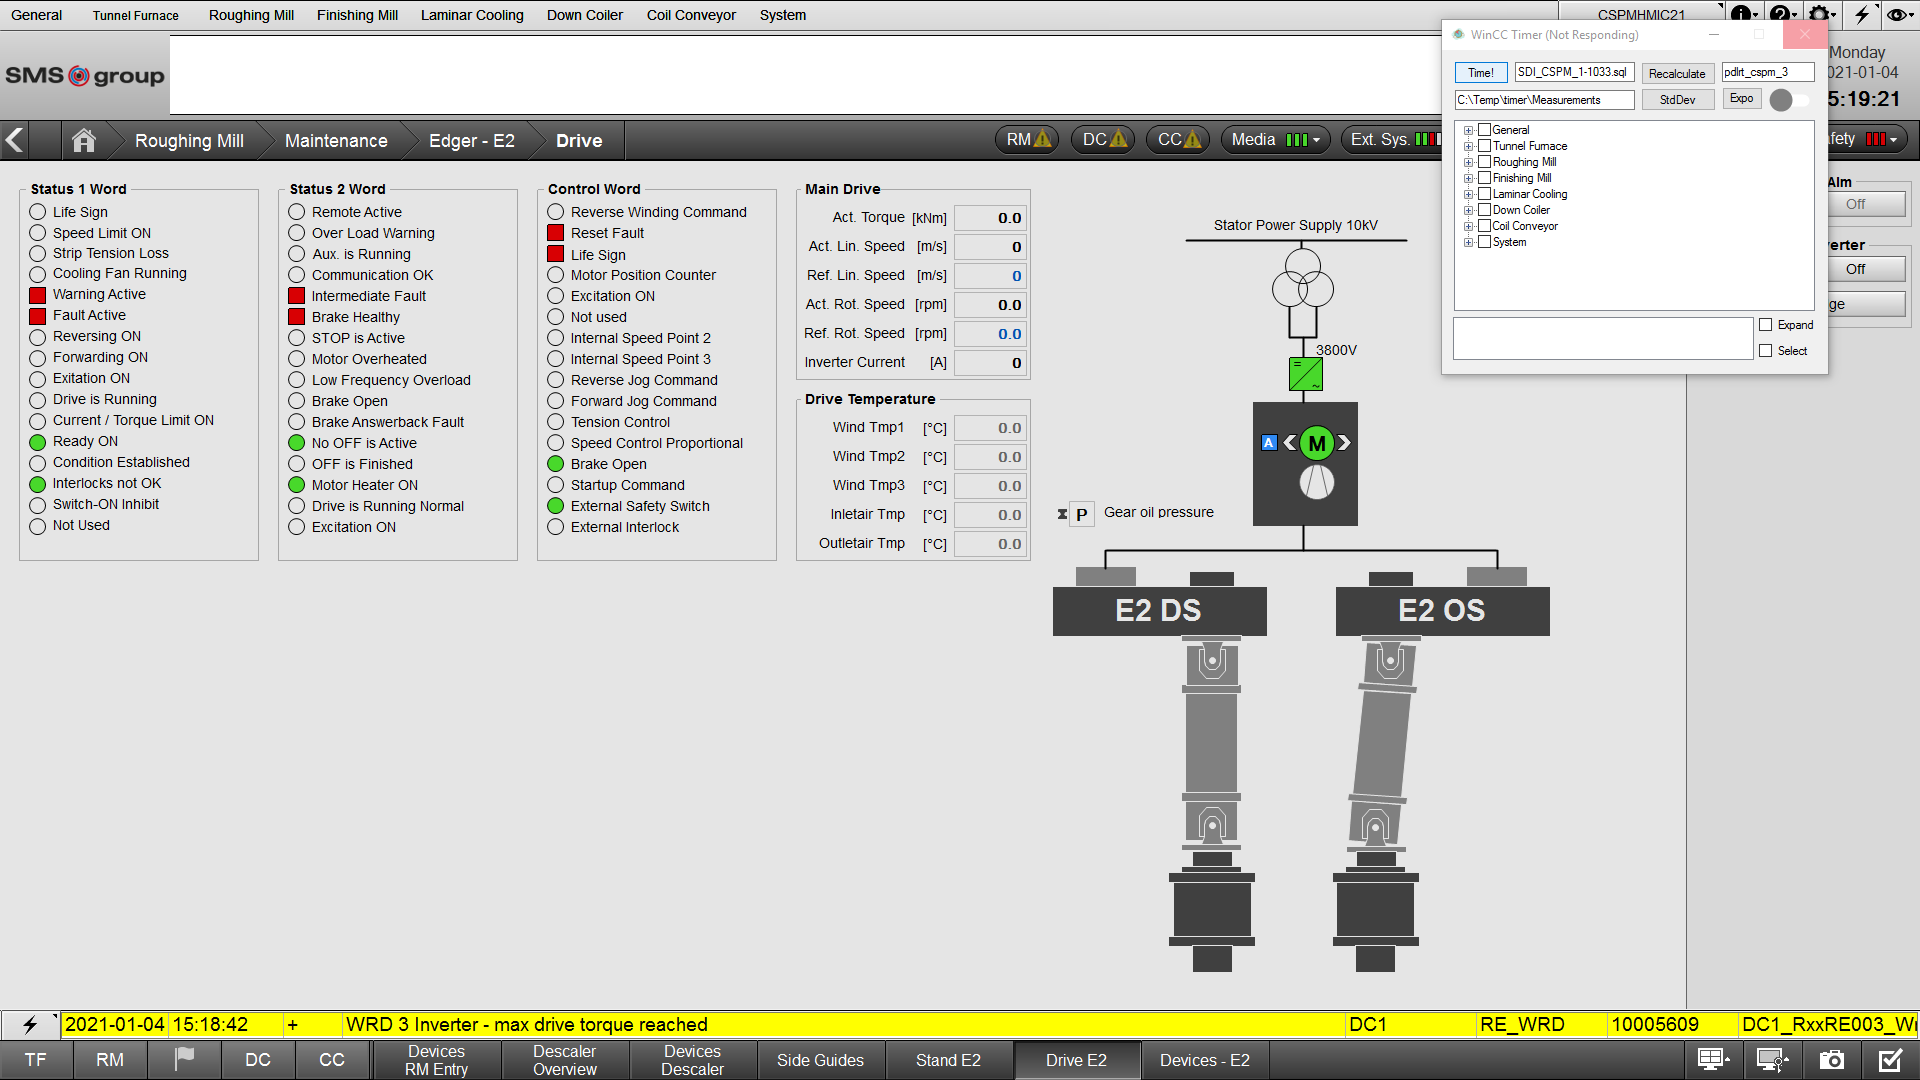 General Tunnel Furnace Roughing Mill Finishing Mill Laminar Cooling Down Coiler Coil Conveyor System CSPMHMIC21
WinCC Timer (Not Responding)
SMS group
Monday
2021-01-04
5:19:21
Time! SDI_CSPM_1-1033.sql Recalculate pdlrt_cspm_3
C:\Temp\timer\Measurements StdDev Expo
General
Tunnel Furnace
Roughing Mill
Finishing Mill
Laminar Cooling
Down Coiler
Coil Conveyor
System
Expand
Select
Roughing Mill Maintenance Edger - E2 Drive RM DC CC Media Ext. Sys. fety
Alm
Off
verter
Off
ge
Status 1 Word
Life Sign
Speed Limit ON
Strip Tension Loss
Cooling Fan Running
Warning Active
Fault Active
Reversing ON
Forwarding ON
Exitation ON
Drive is Running
Current / Torque Limit ON
Ready ON
Condition Established
Interlocks not OK
Switch-ON Inhibit
Not Used
Status 2 Word
Remote Active
Over Load Warning
Aux. is Running
Communication OK
Intermediate Fault
Brake Healthy
STOP is Active
Motor Overheated
Low Frequency Overload
Brake Open
Brake Answerback Fault
No OFF is Active
OFF is Finished
Motor Heater ON
Drive is Running Normal
Excitation ON
Control Word
Reverse Winding Command
Reset Fault
Life Sign
Motor Position Counter
Excitation ON
Not used
Internal Speed Point 2
Internal Speed Point 3
Reverse Jog Command
Forward Jog Command
Tension Control
Speed Control Proportional
Brake Open
Startup Command
External Safety Switch
External Interlock
Main Drive
Act. Torque [kNm] 0.0
Act. Lin. Speed [m/s] 0
Ref. Lin. Speed [m/s] 0
Act. Rot. Speed [rpm] 0.0
Ref. Rot. Speed [rpm] 0.0
Inverter Current [A] 0
Drive Temperature
Wind Tmp1 [°C] 0.0
Wind Tmp2 [°C] 0.0
Wind Tmp3 [°C] 0.0
Inletair Tmp [°C] 0.0
Outletair Tmp [°C] 0.0
Stator Power Supply 10kV
3800V
= ~
A M
P Gear oil pressure
E2 DS E2 OS
2021-01-04 15:18:42 + WRD 3 Inverter - max drive torque reached DC1 RE_WRD 10005609 DC1_RxxRE003_Wr
TF RM DC CC
Devices
RM Entry
Descaler
Overview
Devices
Descaler
Side Guides Stand E2 Drive E2 Devices - E2